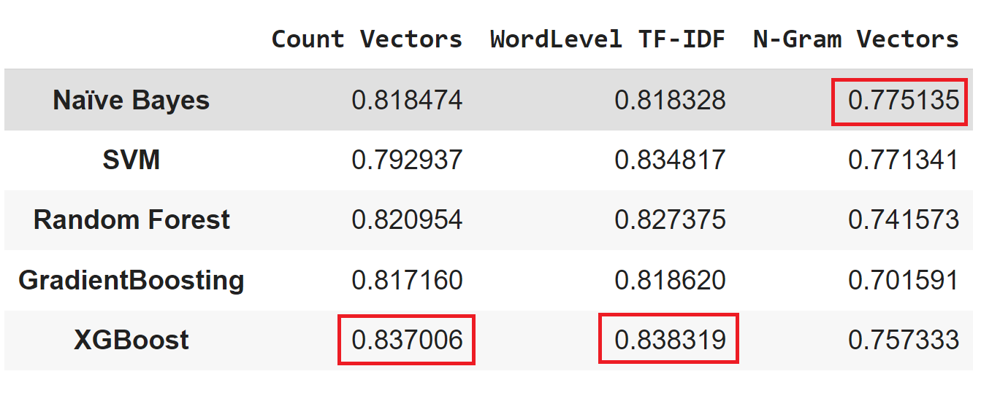 Count Vectors WordLevel TF-IDF N-Gram Vectors
Naïve Bayes 0.818474 0.818328 0.775135
SVM 0.792937 0.834817 0.771341
Random Forest 0.820954 0.827375 0.741573
GradientBoosting 0.817160 0.818620 0.701591
XGBoost 0.837006 0.838319 0.757333